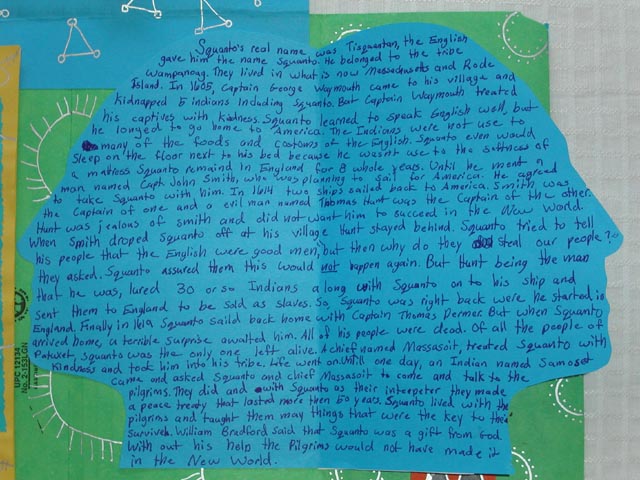 Squanto's real name was Tisquantan, the English
gave him the name Squanto. He belonged to the tribe
Wampanoag. They lived in what is now Massachusetts and Rode
Island. In 1605, Captain George Waymouth came to his village and
Kidnapped 5 indians Including Squanto. But Captain Waymouth treated
his captives with kidness. Squanto learned to speak English well, but
he longed to go home to America. The Indians were not use to
many of the foods and costoms of the English. Squanto even would
Sleep on the floor next to his bed because he wasnt use to the softness of
a mattress Squanto remaind in England for 8 whole years. Until he ment a
man named Capt. John Smith, who was planning to sail for America. He agreed
to take Squanto with him. In 1614 two ships sailed back to America. Smith was
the Captain of one and a evil man named Thomas Hunt was the Captain of the other.
Hunt was jealous of smith and did not want him to succeed in the New World.
When Smith droped Squanto off at his village Hunt stayed behind Squanto tried to tell
his people that the English were good men, but then why do they steal our people?
they asked. Squanto assured them this would not happen again. But Hunt being the man
that he was, lured 30 or so Indians along with Squanto on to his ship and
sent them to England to be sold as slaves. So, Squanto was right back were he started in
England. Finally in 1619 Squanto saild back home with Captain Thomas Dermer. But when Squanto
arrived home, a terrible surprise awaited him. All of his people were dead. Of all the people of
Patuxet, Squanto was the only one left alive. A chief named Massasoit, treated Squanto with
Kindness and took him into his tribe. Life went on Until one day, an Indian named Samoset
Came and asked Squanto and chief Massasoit to come and talk to the
pilgrims. They did and with Squanto as their interpeter they made
a peace treaty that lasted more then 50 years. Squanto lived with the
pilgrims and taught them may things that were the key to their
Surviveh. William Bredford said that Squanto was a gift from God.
With out his help the Pilgrims would not have made it
in the New World.
UPC 12134
No. 2-153LGN